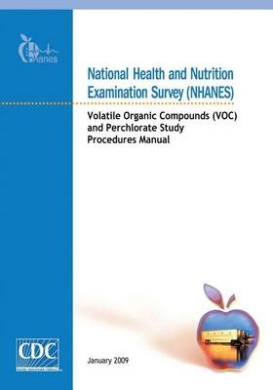 nhanes
National Health and Nutrition
Examination Survey (NHANES)
Volatile Organic Compounds (VOC)
and Perchlorate Study
Procedures Manual
CDC
January 2009